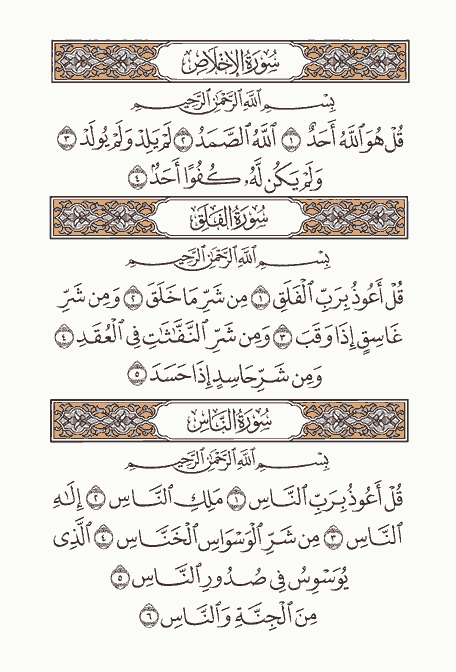 سُورَةُ الإِخْلَاصِ
بِسْمِ ٱللَّهِ ٱلرَّحْمَٰنِ ٱلرَّحِيمِ
قُلْ هُوَ ٱللَّهُ أَحَدٌ ١ ٱللَّهُ ٱلصَّمَدُ ٢ لَمْ يَلِدْ وَلَمْ يُولَدْ ٣
وَلَمْ يَكُن لَّهُۥ كُفُوًا أَحَدٌۢ ٤
سُورَةُ الفَلَقِ
بِسْمِ ٱللَّهِ ٱلرَّحْمَٰنِ ٱلرَّحِيمِ
قُلْ أَعُوذُ بِرَبِّ ٱلْفَلَقِ ١ مِن شَرِّ مَا خَلَقَ ٢ وَمِن شَرِّ
غَاسِقٍ إِذَا وَقَبَ ٣ وَمِن شَرِّ ٱلنَّفَّٰثَٰتِ فِى ٱلْعُقَدِ ٤
وَمِن شَرِّ حَاسِدٍ إِذَا حَسَدَ ٥
سُورَةُ النَّاسِ
بِسْمِ ٱللَّهِ ٱلرَّحْمَٰنِ ٱلرَّحِيمِ
قُلْ أَعُوذُ بِرَبِّ ٱلنَّاسِ ١ مَلِكِ ٱلنَّاسِ ٢ إِلَٰهِ
ٱلنَّاسِ ٣ مِن شَرِّ ٱلْوَسْوَاسِ ٱلْخَنَّاسِ ٤ ٱلَّذِى
يُوَسْوِسُ فِى صُدُورِ ٱلنَّاسِ ٥
مِنَ ٱلْجِنَّةِ وَٱلنَّاسِ ٦